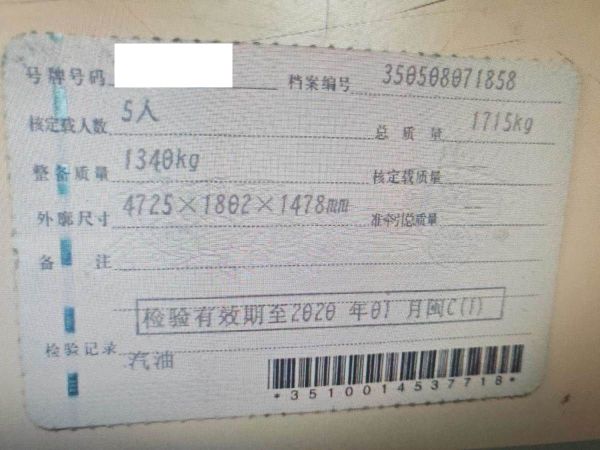 号牌号码 档案编号 350508071858
核定载人数 5人 总质量 1715kg
整备质量 1340kg 核定载质量
外廓尺寸 4725×1802×1478mm 准牵引总质量
备注
检验有效期至2020 年01 月闽C(1)
检验记录
汽油
*3510014537718*